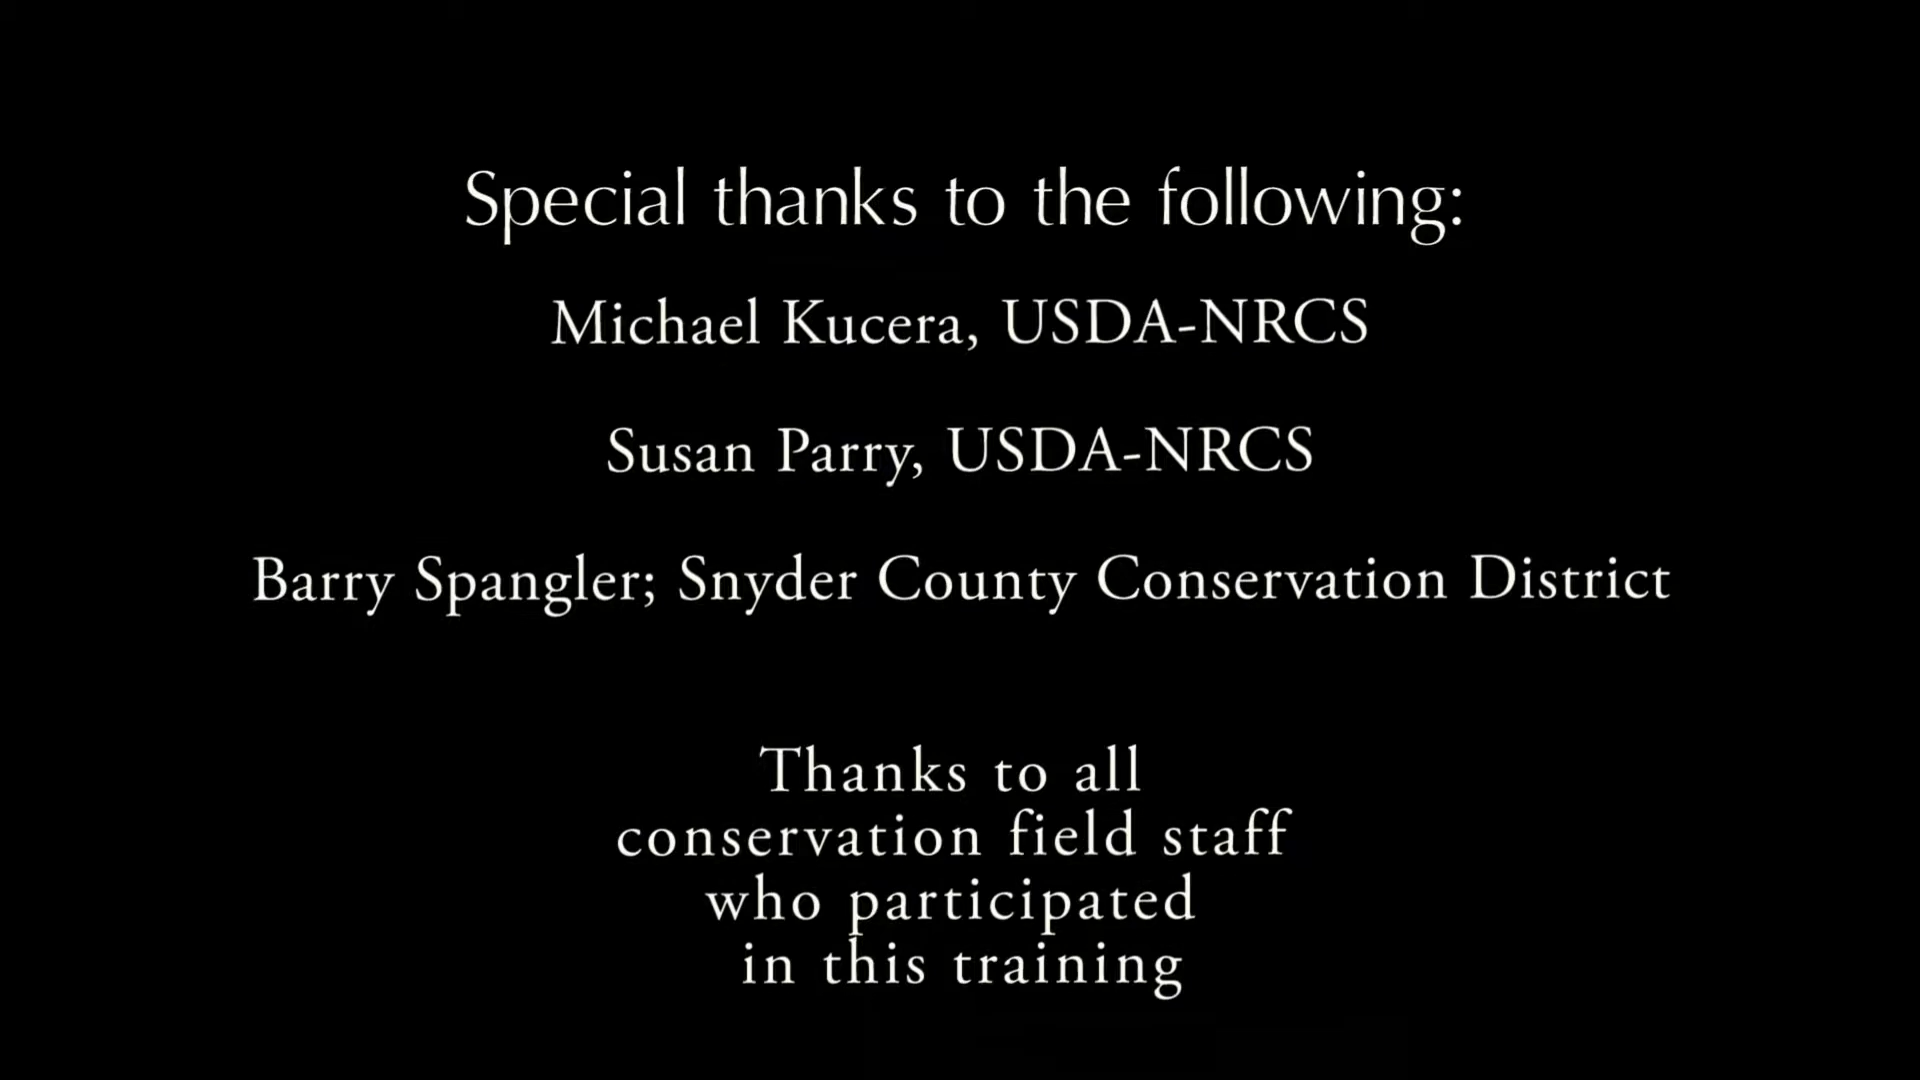 Special thanks to the following:
Michael Kucera, USDA-NRCS
Susan Parry, USDA-NRCS
Barry Spangler; Snyder County Conservation District
Thanks to all
conservation field staff
who participated
in this training